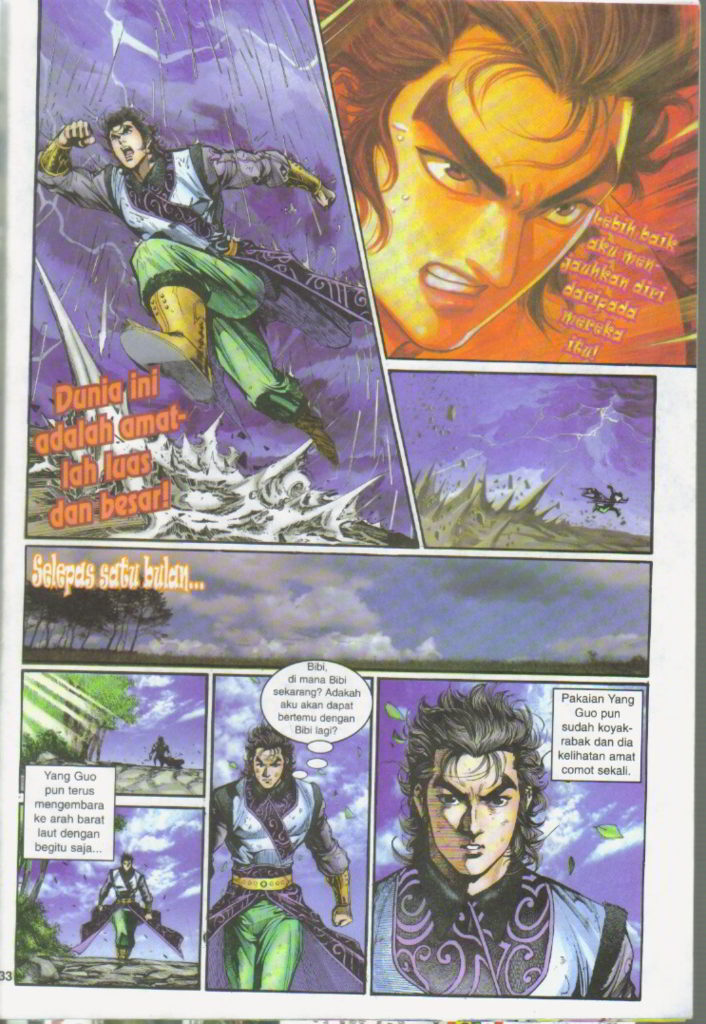 Dunia ini
adalah amat-
lah luas
dan besar!
Lebih baik
aku men-
jauhkan diri
daripada
mereka
itu!
Selepas satu bulan...
Yang Guo
pun terus
mengembara
ke arah barat
laut dengan
begitu saja...
Bibi,
di mana Bibi
sekarang? Adakah
aku akan dapat
bertemu dengan
Bibi lagi?
Pakaian Yang
Guo pun
sudah koyak-
rabak dan dia
kelihatan amat
comot sekali.
33